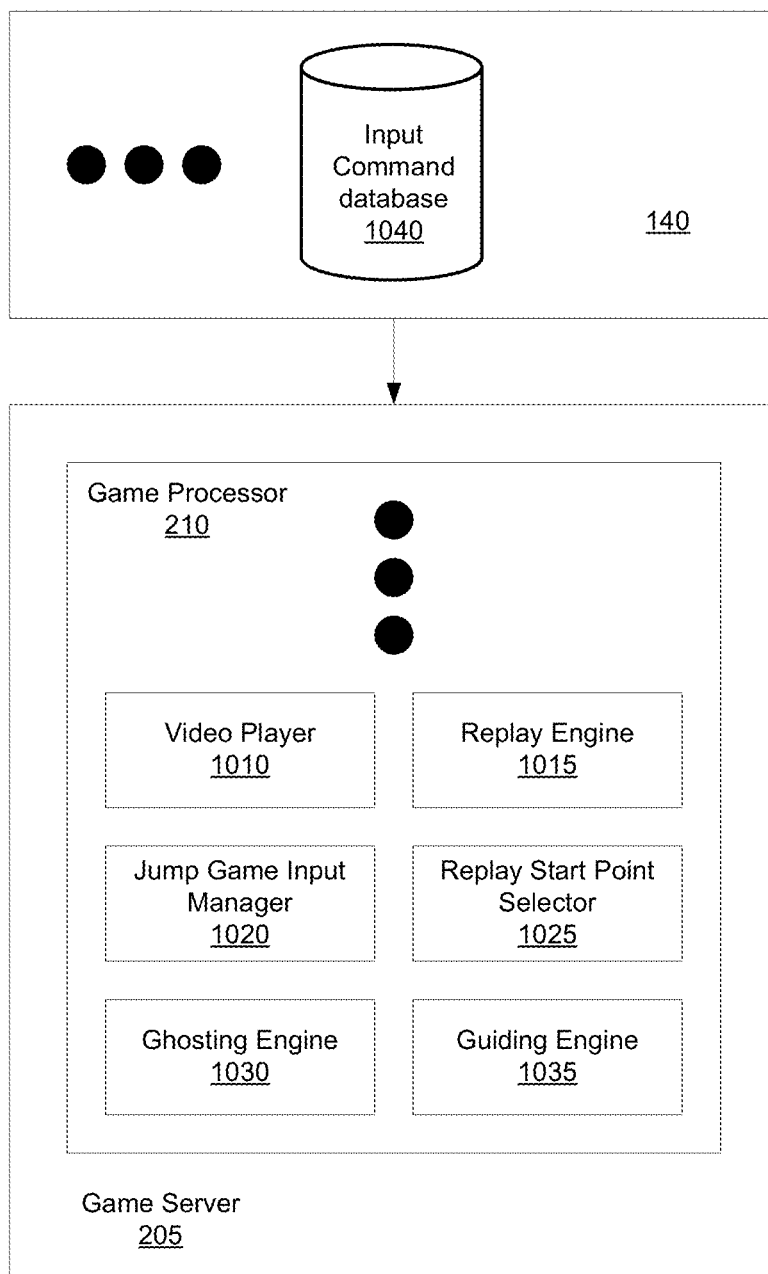 Input
Command
database
1040
140
Game Processor
210
Video Player
1010
Replay Engine
1015
Jump Game Input
Manager
1020
Replay Start Point
Selector
1025
Ghosting Engine
1030
Guiding Engine
1035
Game Server
205